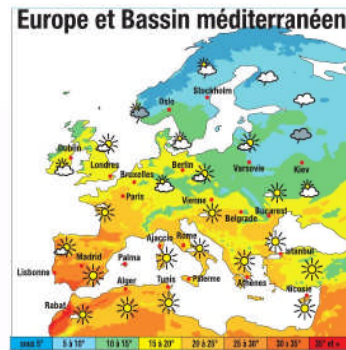 Europe et Bassin méditerranéen
Stockholm
Oslo
Dublin
Londres
Berlin
Varsovie
Kiev
Bruxelles
Paris
Vienne
Bucarest
Belgrade
Ajaccio
Rome
Istanbul
Madrid
Palma
Lisbonne
Alger
Tunis
Palerme
Athènes
Nicosie
Rabat
sous 5° 5 à 10° 10 à 15° 15 à 20° 20 à 25° 25 à 30° 30 à 35° 35° et +